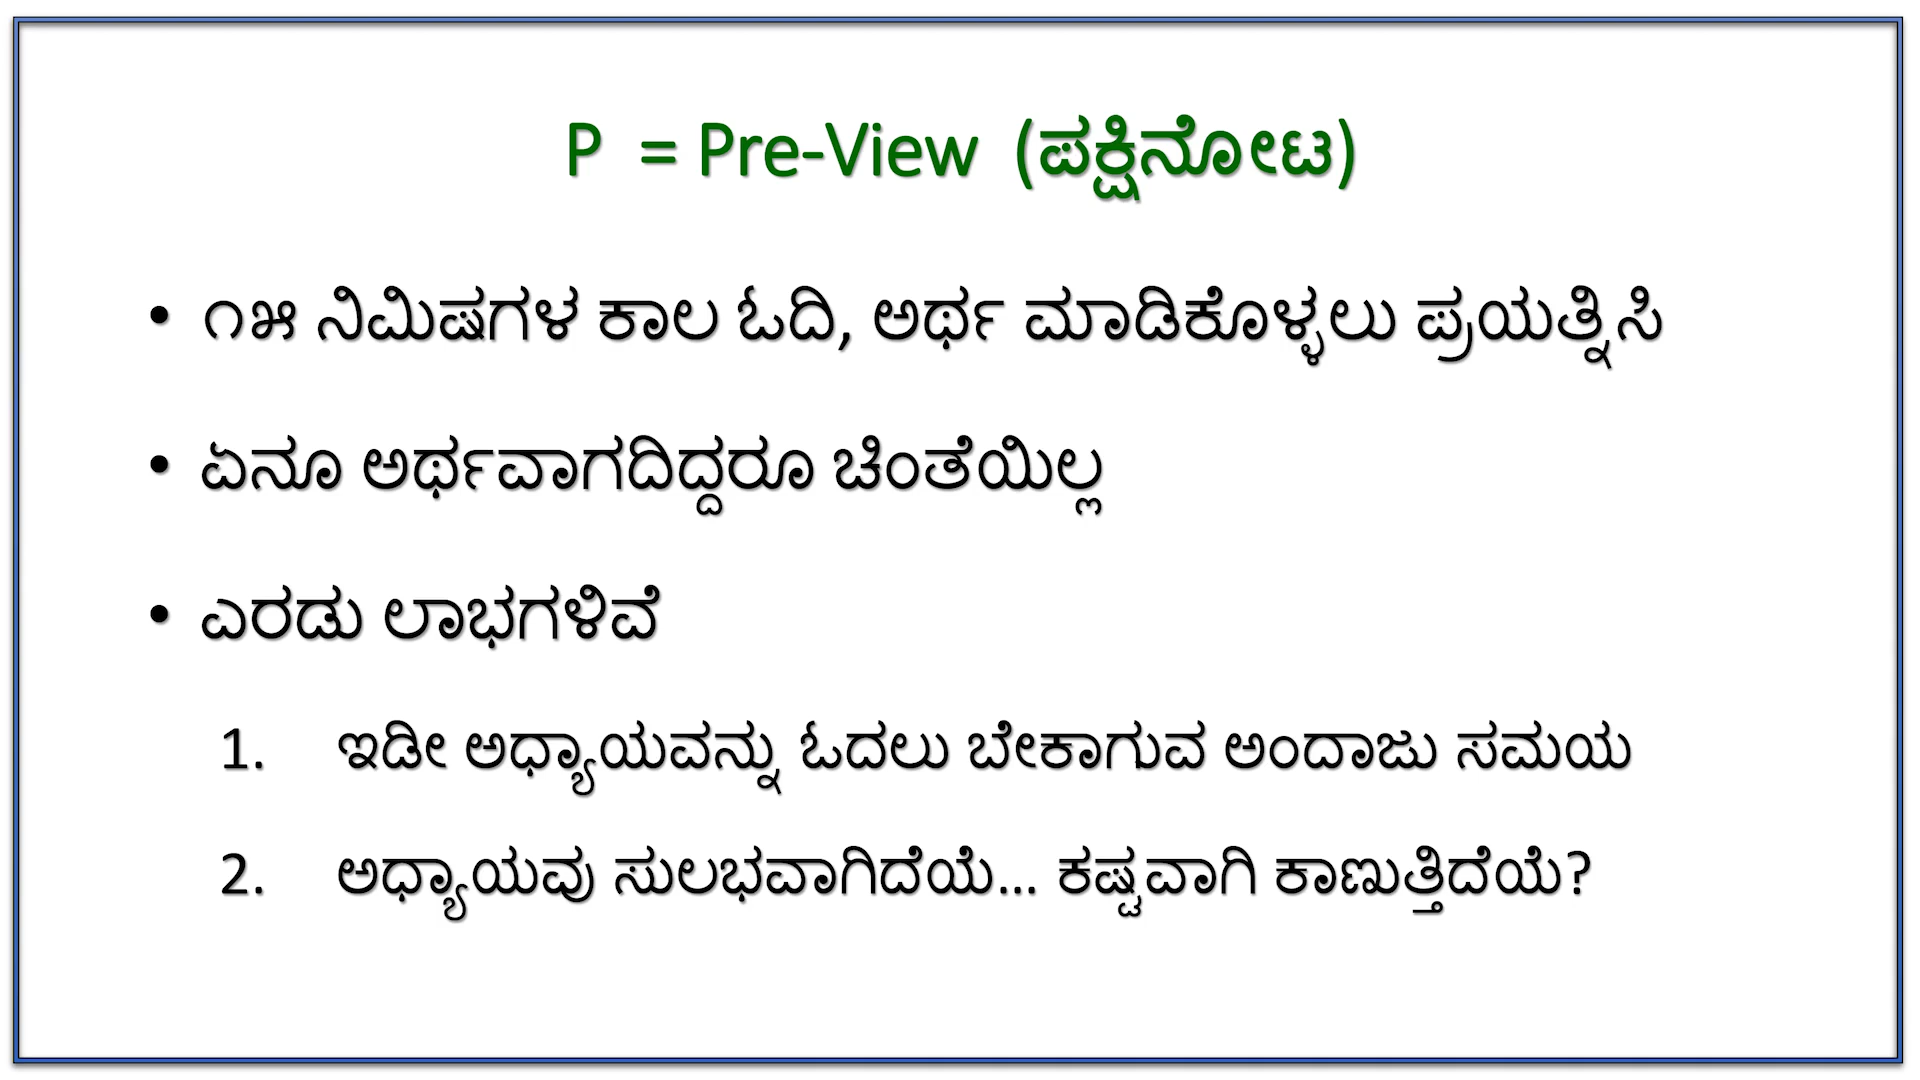 P = Pre-View (ಪಕ್ಷಿನೋಟ)
• ೧೫ ನಿಮಿಷಗಳ ಕಾಲ ಓದಿ, ಅರ್ಥ ಮಾಡಿಕೊಳ್ಳಲು ಪ್ರಯತ್ನಿಸಿ
• ಏನೂ ಅರ್ಥವಾಗದಿದ್ದರೂ ಚಿಂತೆಯಿಲ್ಲ
• ಎರಡು ಲಾಭಗಳಿವೆ
1. ಇಡೀ ಅಧ್ಯಾಯವನ್ನು ಓದಲು ಬೇಕಾಗುವ ಅಂದಾಜು ಸಮಯ
2. ಅಧ್ಯಾಯವು ಸುಲಭವಾಗಿದೆಯೆ... ಕಷ್ಟವಾಗಿ ಕಾಣುತ್ತಿದೆಯೆ?